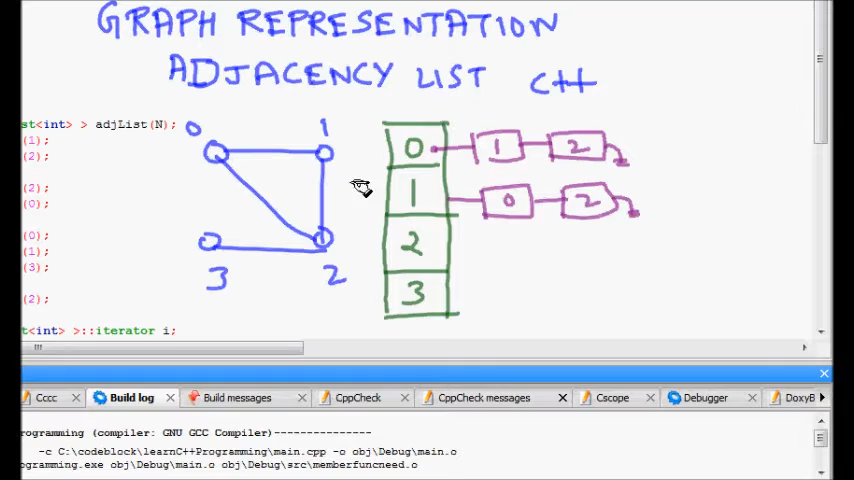 GRAPH REPRESENTATION
ADJACENCY LIST C++
st<int> > adjList(N);
(1);
(2);
(2);
(0);
(0);
(1);
(3);
(2);
st<int> >::iterator i;
0
1
3
2
0 1 2
1 0 2
2
3
Cccc Build log Build messages CppCheck CppCheck messages Cscope Debugger DoxyB
rogramming (compiler: GNU GCC Compiler)---------------
-c C:\codeblock\learnC++Programming\main.cpp -o obj\Debug\main.o
ogramming.exe obj\Debug\main.o obj\Debug\src\memberfuncneed.o